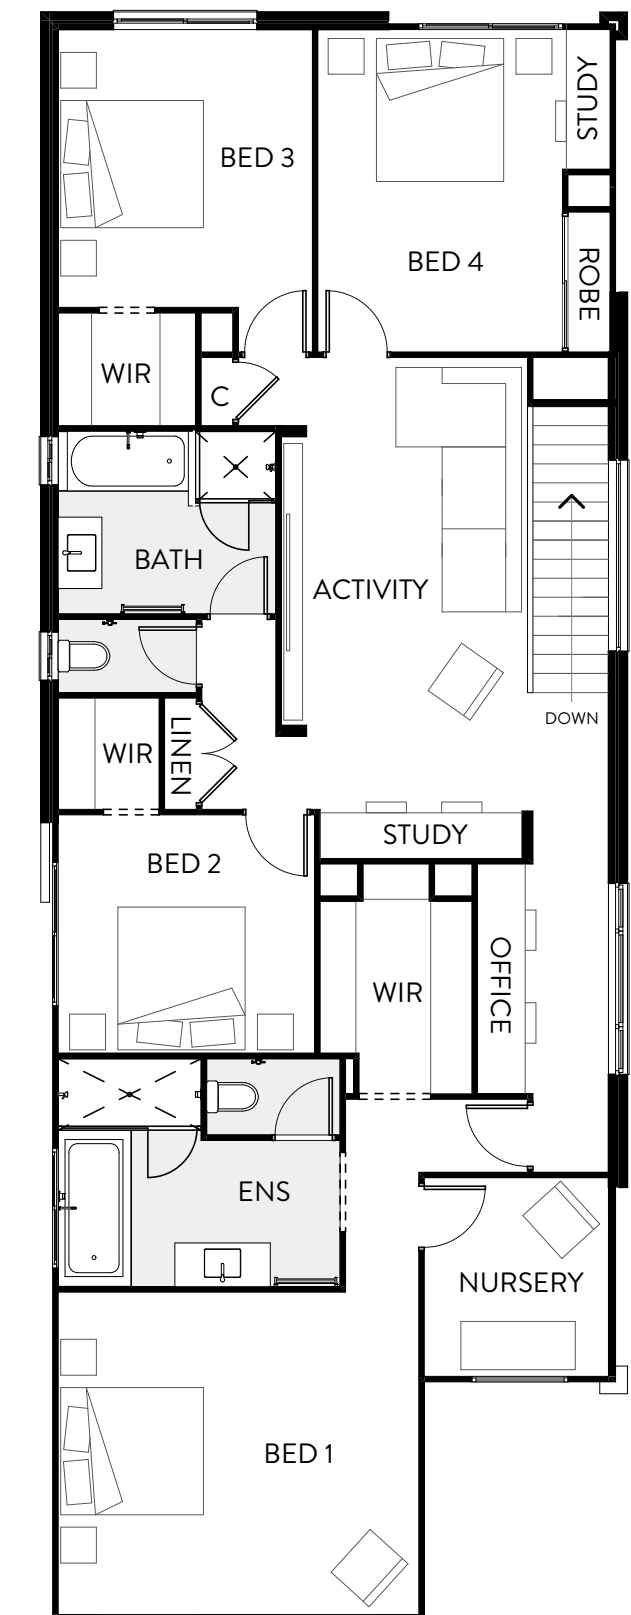 STUDY
BED 3
BED 4
ROBE
WIR
C
BATH
ACTIVITY
DOWN
WIR
LINEN
STUDY
BED 2
OFFICE
WIR
ENS
NURSERY
BED 1